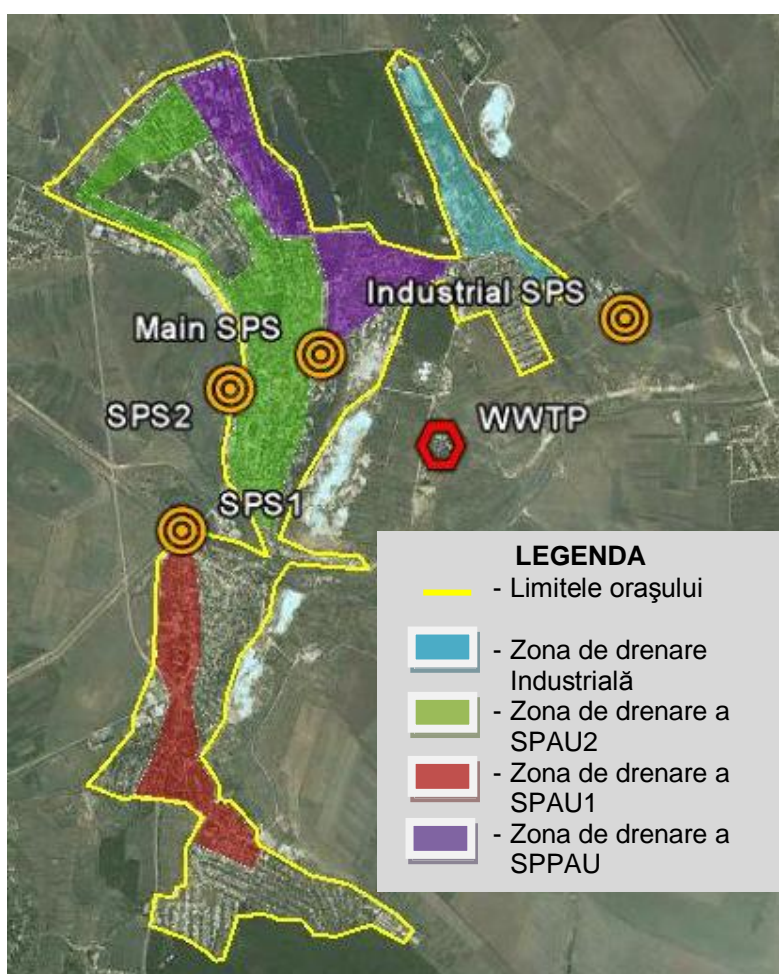 Industrial SPS
Main SPS
SPS2
WWTP
SPS1
LEGENDA
- Limitele oraşului
- Zona de drenare
Industrială
- Zona de drenare a
SPAU2
- Zona de drenare a
SPAU1
- Zona de drenare a
SPPAU